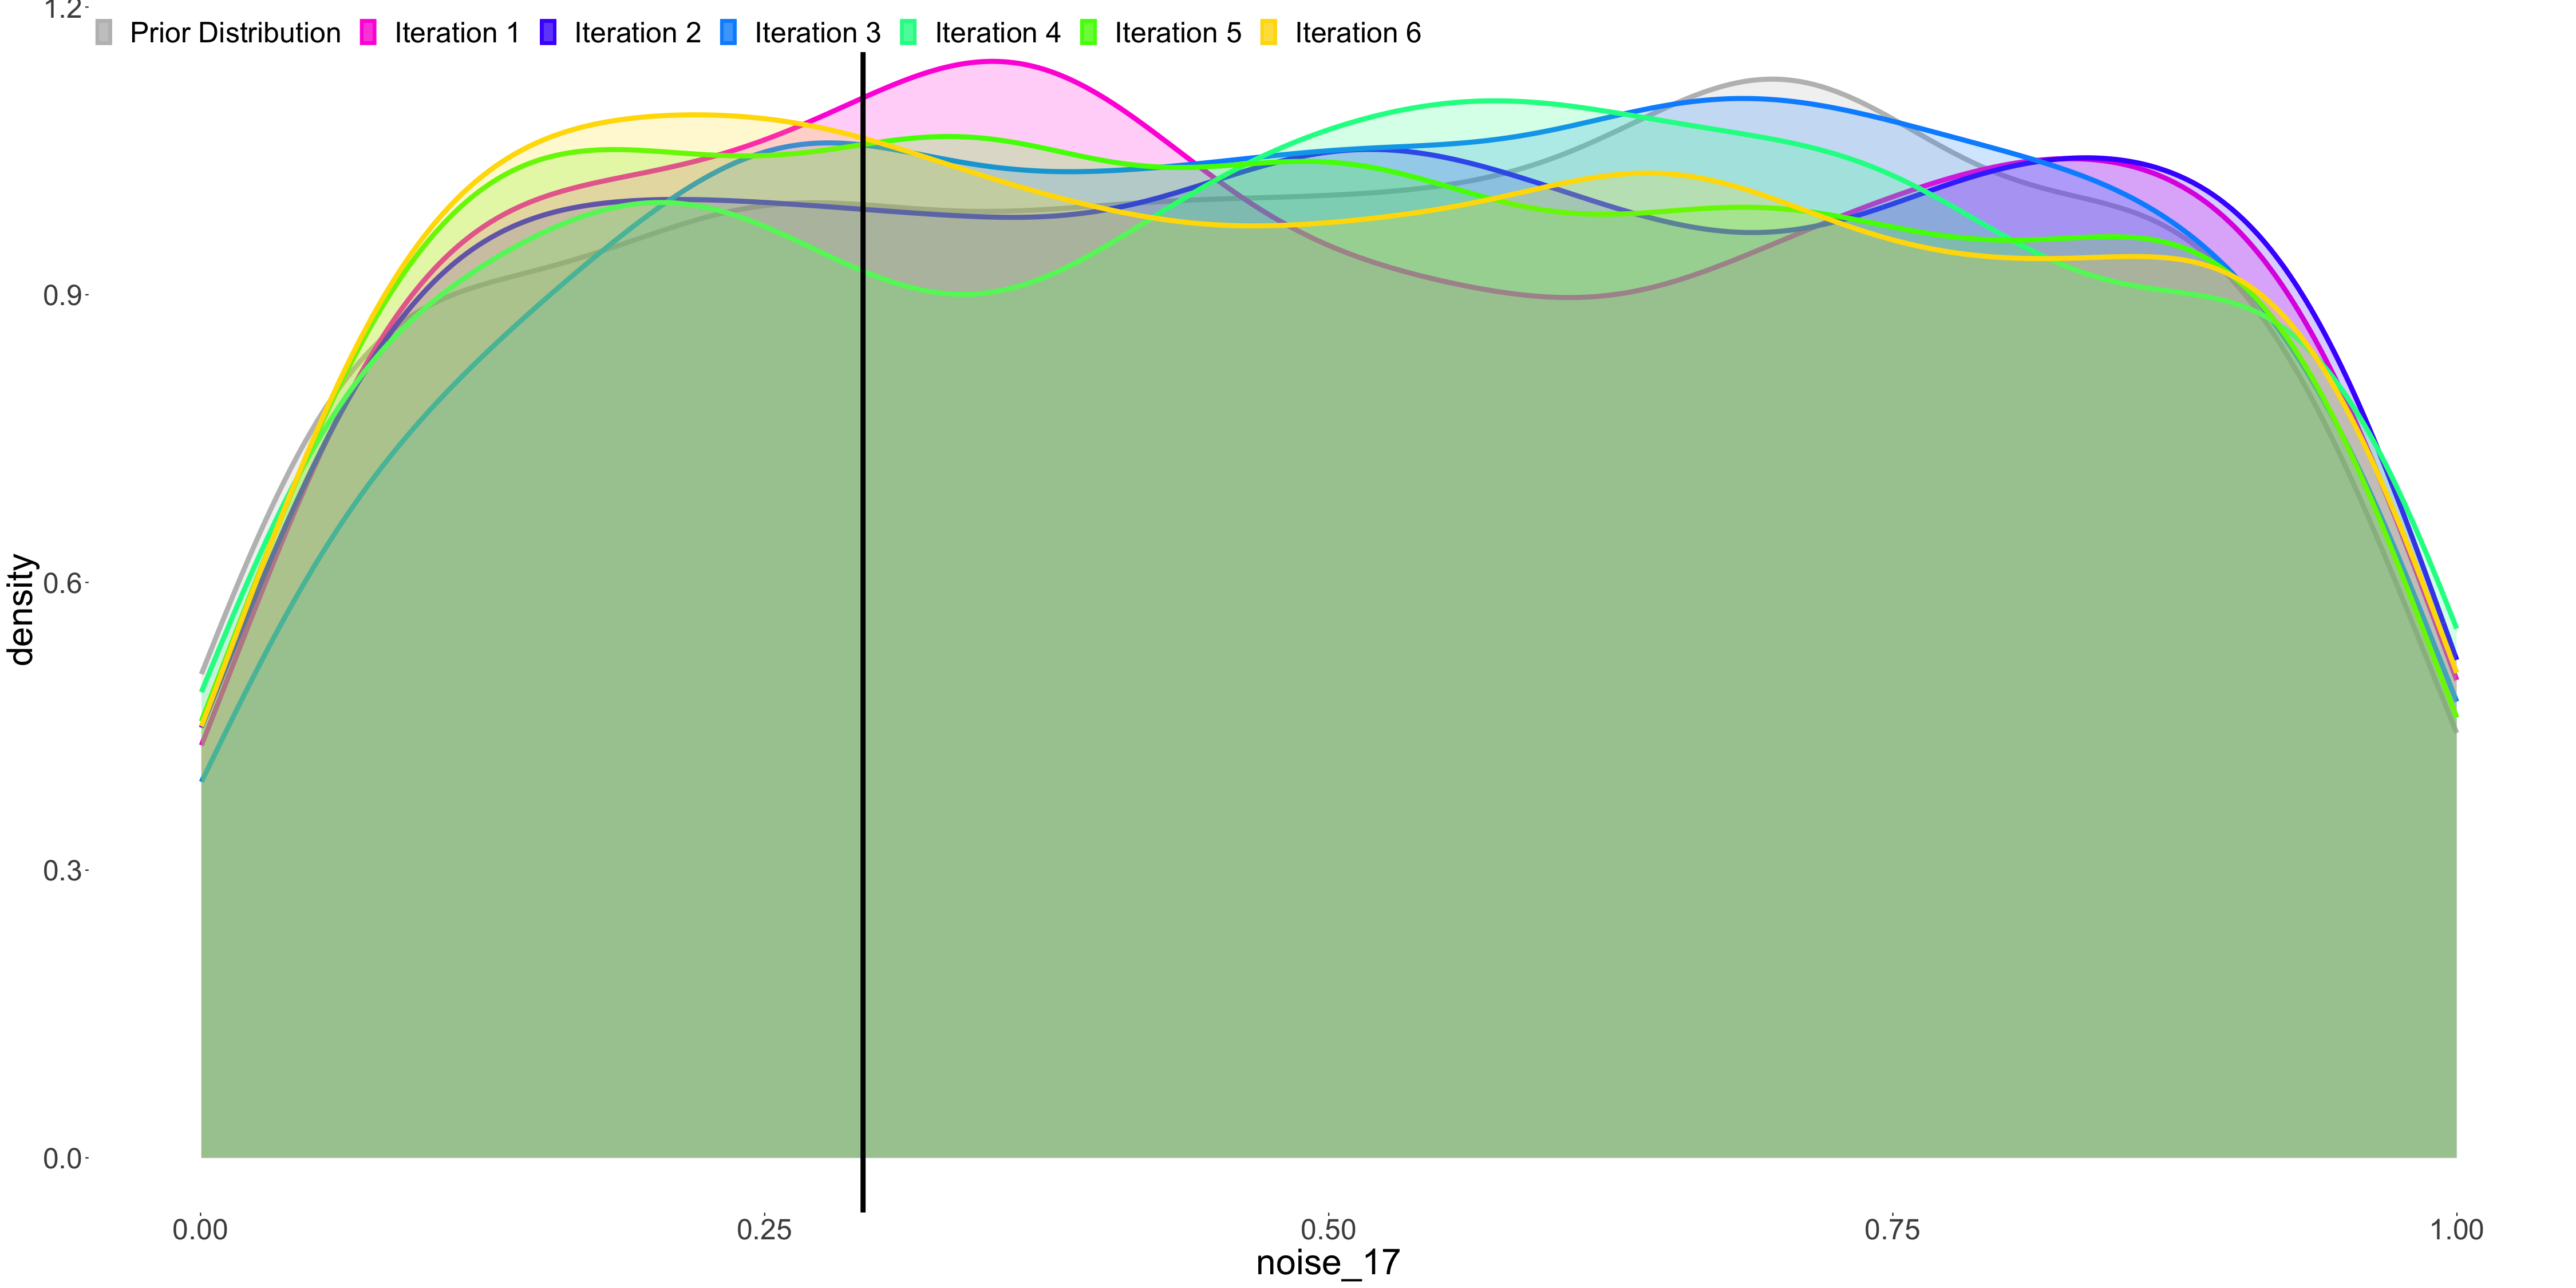 1.2
Prior Distribution Iteration 1 Iteration 2 Iteration 3 Iteration 4 Iteration 5 Iteration 6
0.9
0.6
density
0.3
0.0
0.00 0.25 0.50 0.75 1.00
noise_17